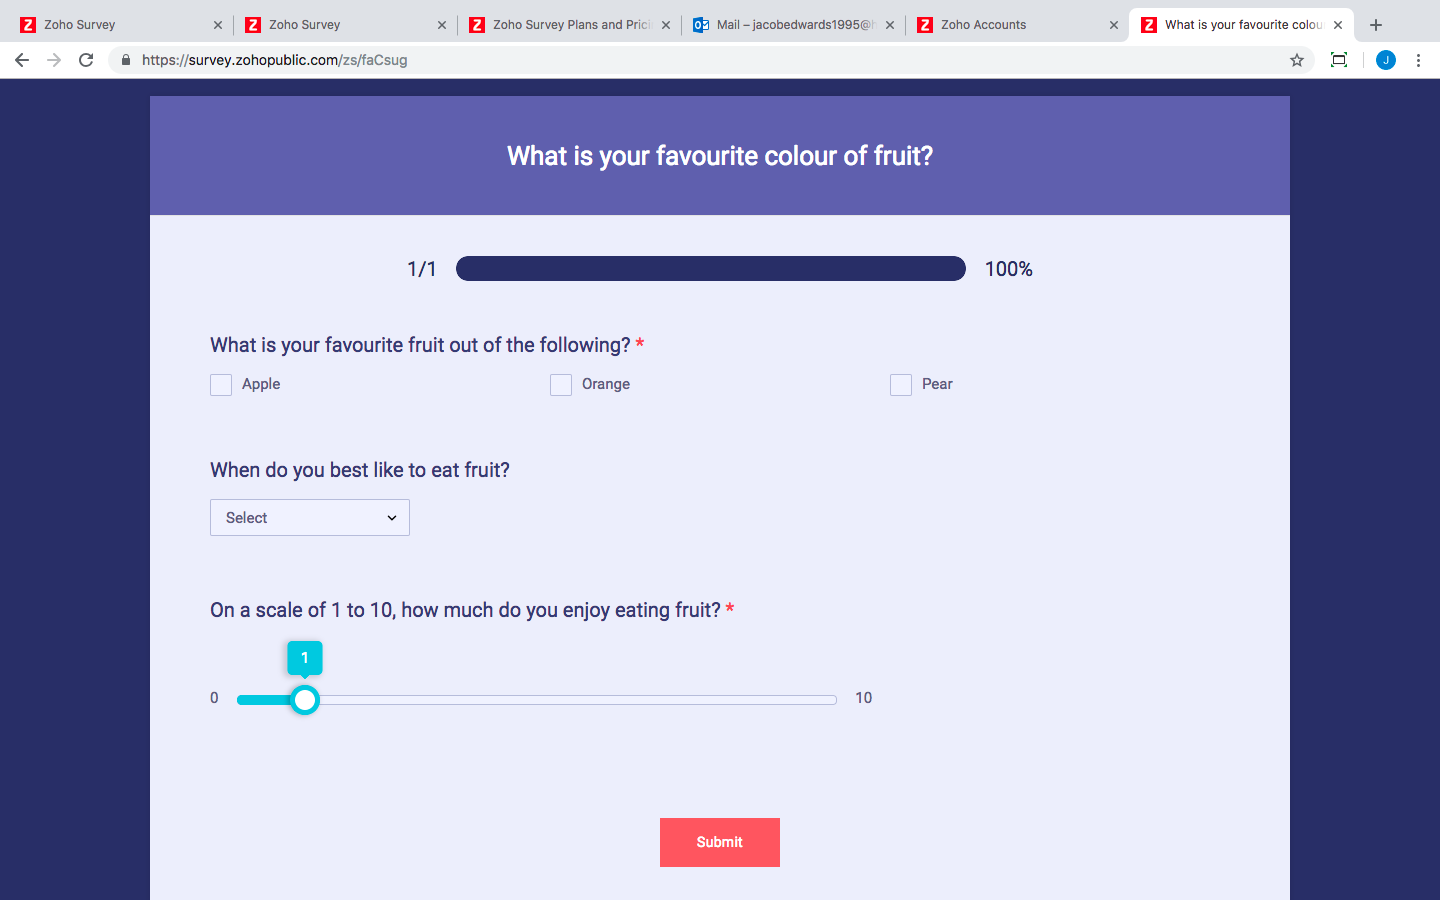 Zoho Survey
Zoho Survey
Zoho Survey Plans and Prici
Mail – jacobedwards1995@h
Zoho Accounts
What is your favourite colou
https://survey.zohopublic.com/zs/faCsug
J
What is your favourite colour of fruit?
1/1
100%
What is your favourite fruit out of the following? *
Apple
Orange
Pear
When do you best like to eat fruit?
Select
On a scale of 1 to 10, how much do you enjoy eating fruit? *
1
0
10
Submit